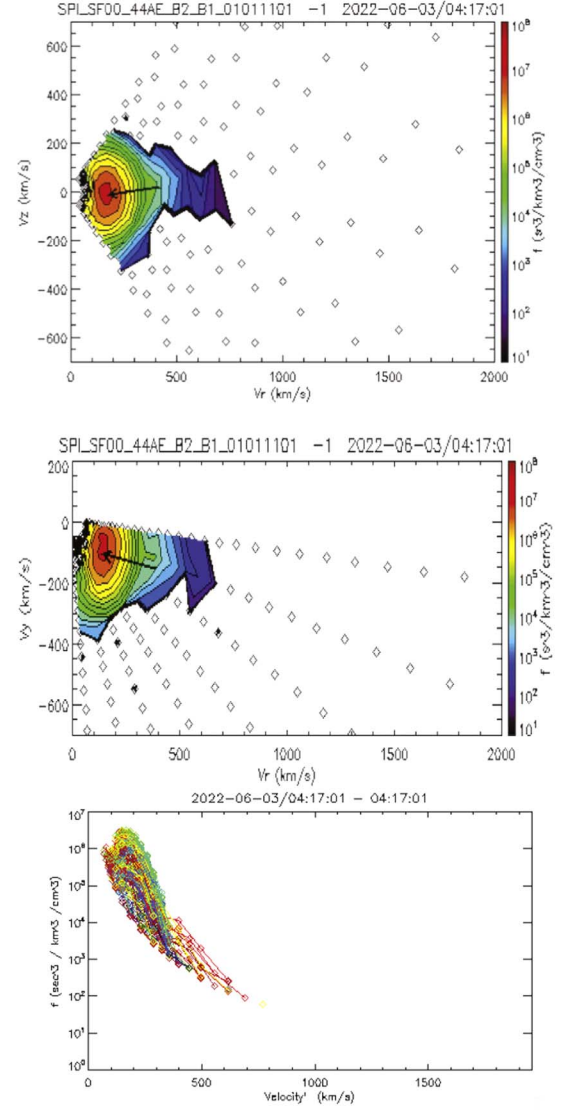 SPI_SF00_44AE_B2_B1_01011101 -1 2022-06-03/04:17:01
600
400
200
0
-200
-400
-600
Vz (km/s)
0 500 1000 1500 2000
Vr (km/s)
10^8
10^7
10^6
10^5
10^4
10^3
10^2
10^1
f (s^3/km^3/cm^3)
SPI_SF00_44AE_B2_B1_01011101 -1 2022-06-03/04:17:01
200
0
-200
-400
-600
Vy (km/s)
0 500 1000 1500 2000
Vr (km/s)
10^8
10^7
10^6
10^5
10^4
10^3
10^2
10^1
f (s^3/km^3/cm^3)
2022-06-03/04:17:01 - 04:17:01
10^7
10^6
10^5
10^4
10^3
10^2
10^1
10^0
f (sec^3 / km^3 /cm^3)
0 500 1000 1500
Velocity' (km/s)